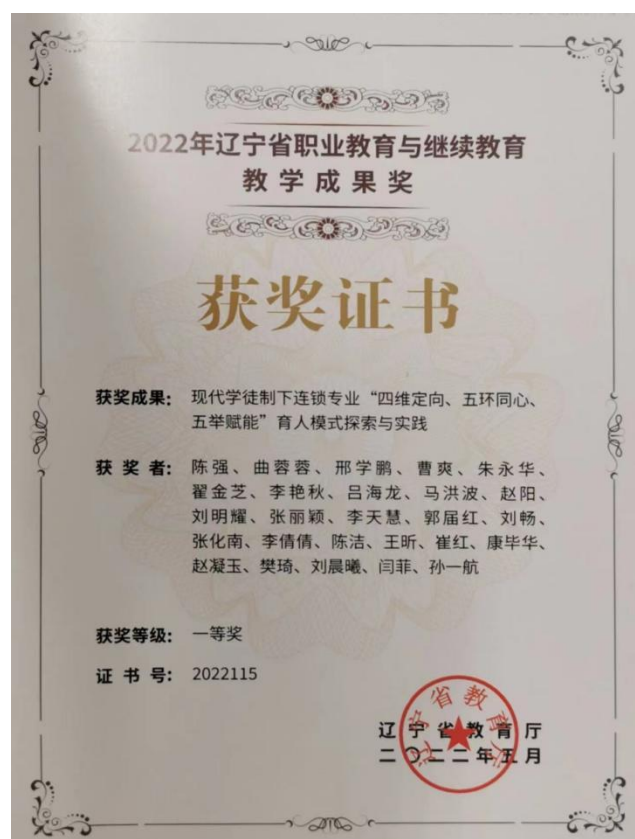 2022年辽宁省职业教育与继续教育
教学成果奖
获奖证书
获奖成果： 现代学徒制下连锁专业“四维定向、五环同心、
五举赋能”育人模式探索与实践
获奖者： 陈强、曲蓉蓉、邢学鹏、曹爽、朱永华、
翟金芝、李艳秋、吕海龙、马洪波、赵阳、
刘明耀、张丽颖、李天慧、郭届红、刘畅、
张化南、李倩倩、陈洁、王昕、崔红、康毕华、
赵凝玉、樊琦、刘晨曦、闫菲、孙一航
获奖等级： 一等奖
证书号： 2022115
辽宁省教育厅
辽宁省教育厅
二〇二二年五月